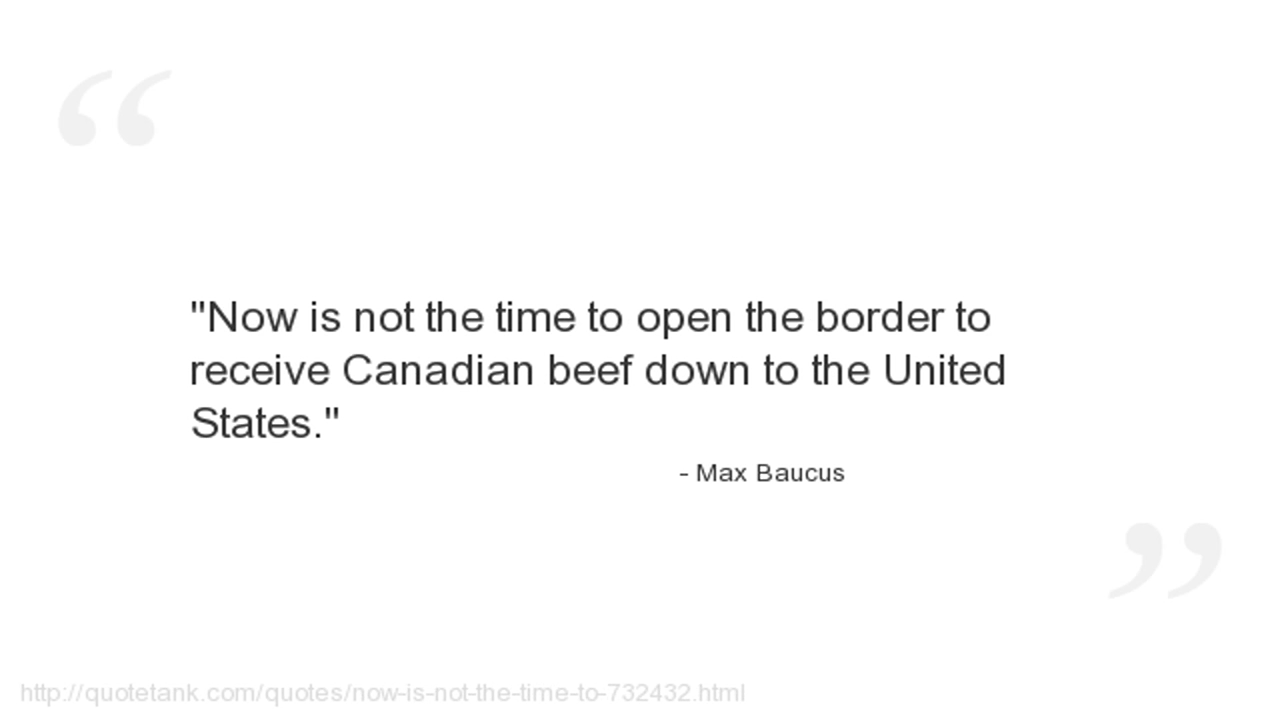 "Now is not the time to open the border to
receive Canadian beef down to the United
States."
- Max Baucus
http://quotetank.com/quotes/now-is-not-the-time-to-732432.html